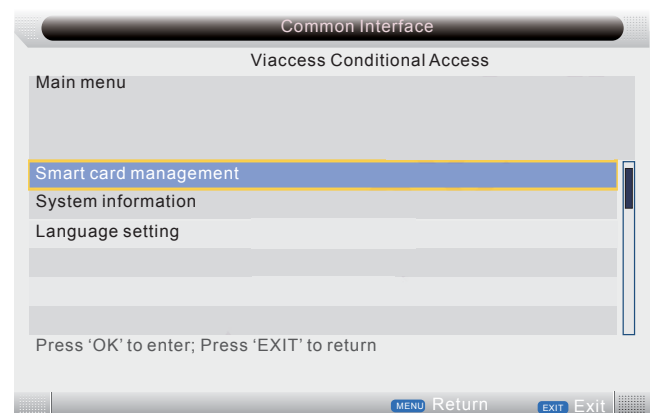 Common Interface
Viaccess Conditional Access
Main menu
Smart card management
System information
Language setting
Press ‘OK’ to enter; Press ‘EXIT’ to return
MENU Return EXIT Exit